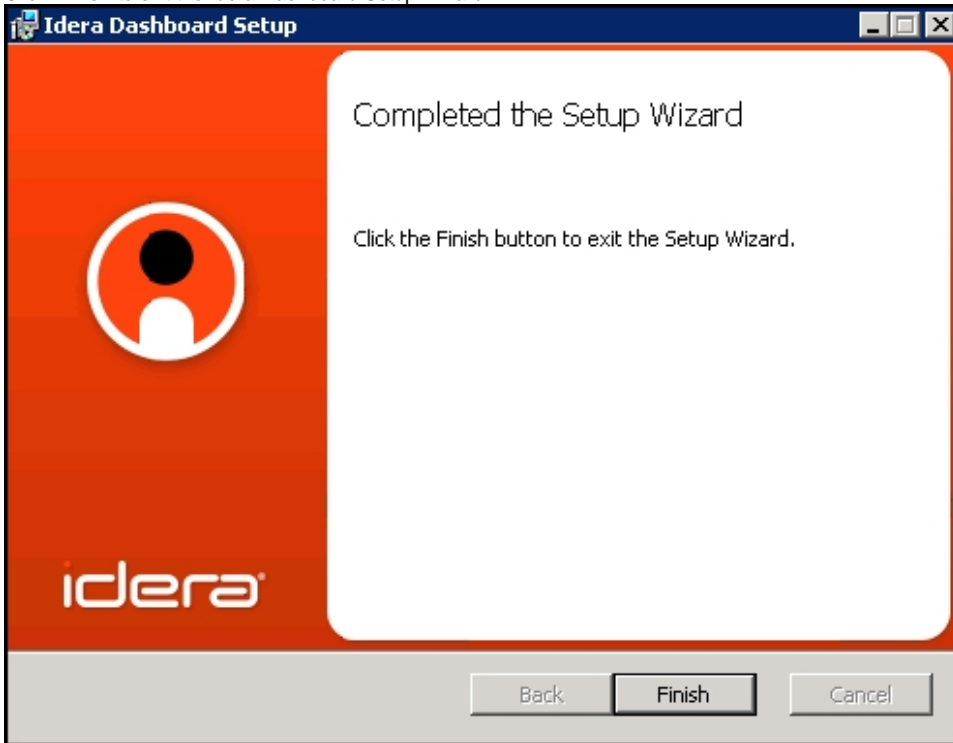 Idera Dashboard Setup
Completed the Setup Wizard
Click the Finish button to exit the Setup Wizard.
idera
Back
Finish
Cancel